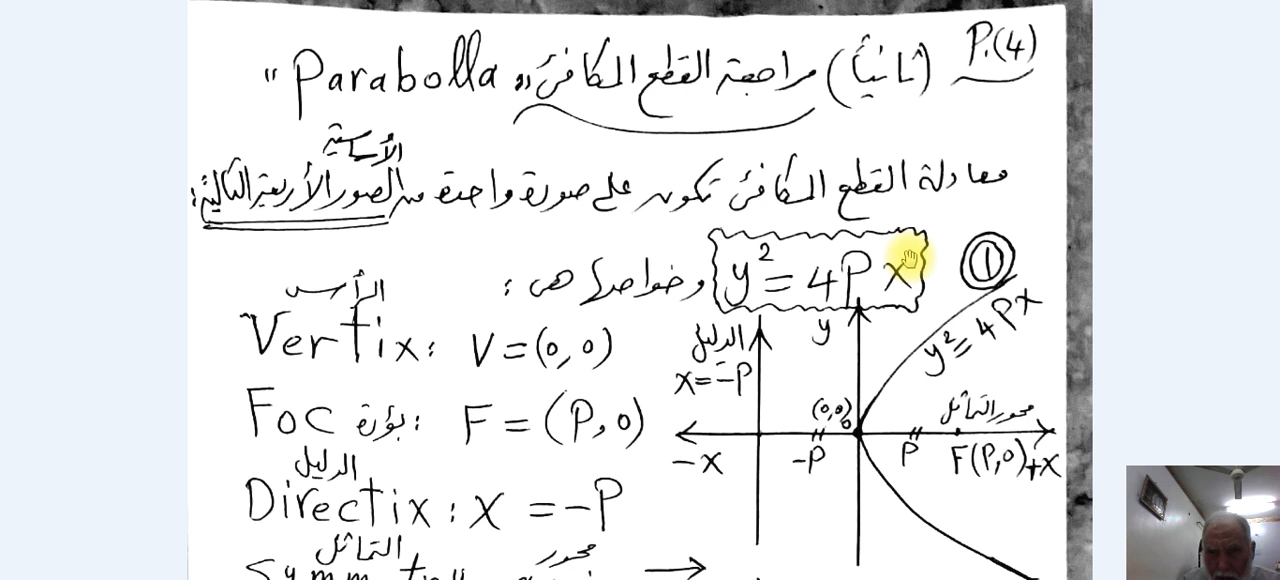 P.(4)
(ثانياً) مراجعة القطع المكافئ " Parabolla "
معادلة القطع المكافئ تكون على صورة واحدة من الصور الأربعة التالية:
الأساسية
① y² = 4Px وخواصها هى :
الرأس
Vertix: V = (0,0)
Foc بؤرة: F = (P,0)
الدليل
Directix : X = -P
التماثل
محور
الدليل
x = -P
y
y² = 4Px
(0,0)
محور التماثل
-x
-P
P
F(P,0)
+x